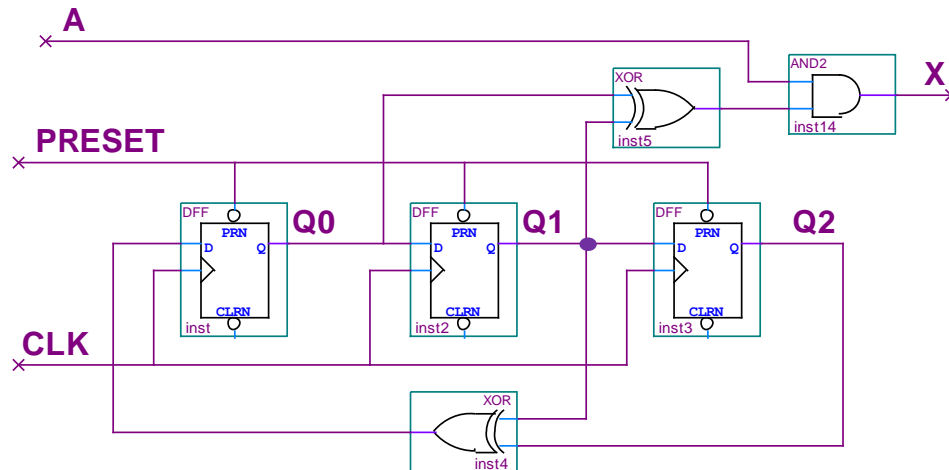 A
AND2
X
XOR
inst14
PRESET
inst5
DFF
Q0
DFF
Q1
DFF
Q2
PRN
PRN
PRN
D
Q
D
Q
D
Q
CLRN
CLRN
CLRN
inst
inst2
inst3
CLK
XOR
inst4